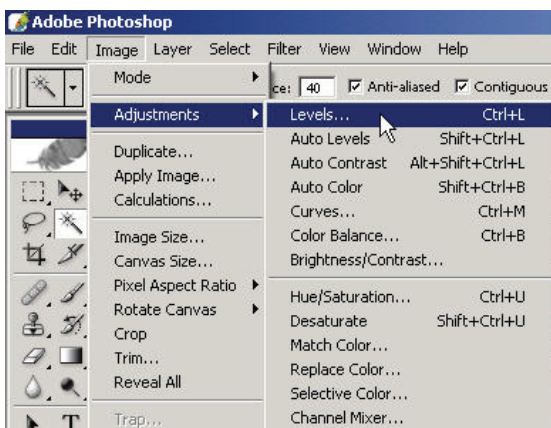 Adobe Photoshop
File Edit Image Layer Select Filter View Window Help
ce: 40 Anti-aliased Contiguous
Mode
Adjustments
Duplicate...
Apply Image...
Calculations...
Image Size...
Canvas Size...
Pixel Aspect Ratio
Rotate Canvas
Crop
Trim...
Reveal All
Trap...
Levels... Ctrl+L
Auto Levels Shift+Ctrl+L
Auto Contrast Alt+Shift+Ctrl+L
Auto Color Shift+Ctrl+B
Curves... Ctrl+M
Color Balance... Ctrl+B
Brightness/Contrast...
Hue/Saturation... Ctrl+U
Desaturate Shift+Ctrl+U
Match Color...
Replace Color...
Selective Color...
Channel Mixer...
T